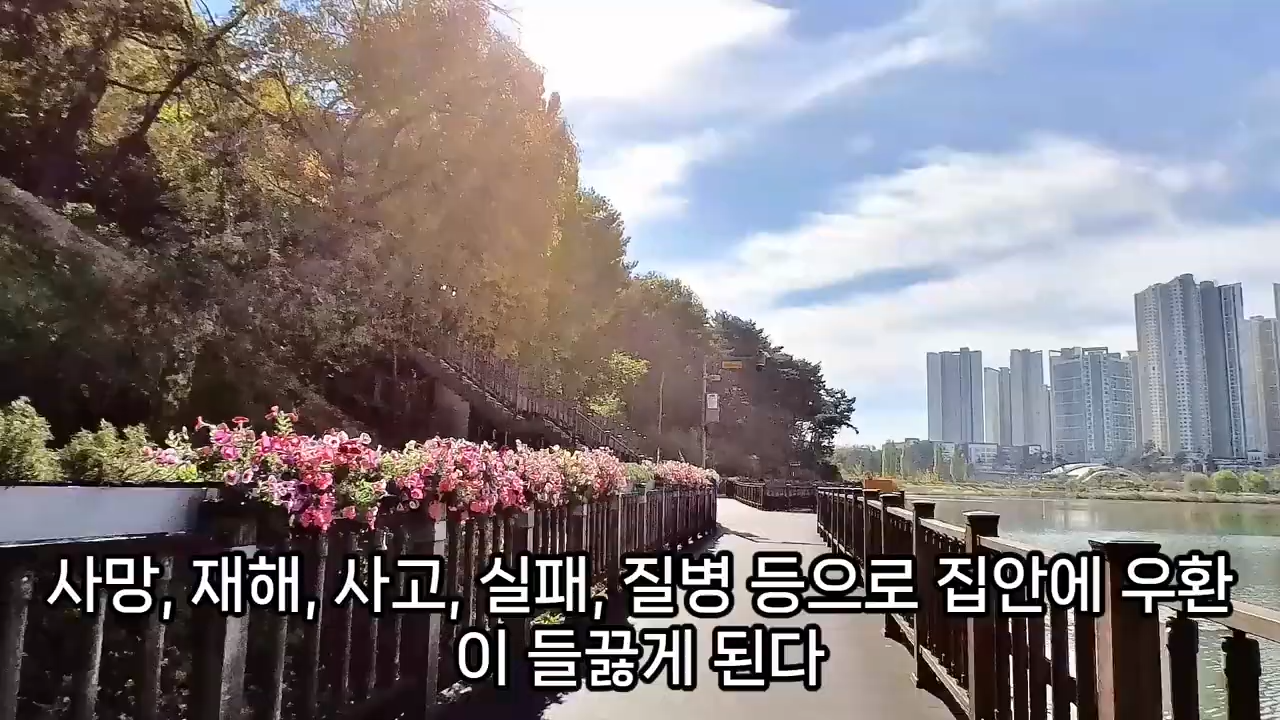 사망, 재해, 사고, 실패, 질병 등으로 집안에 우환
이 들끓게 된다